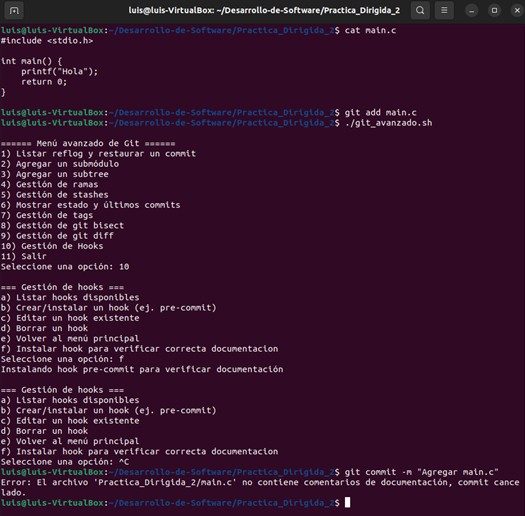 luis@luis-VirtualBox: ~/Desarrollo-de-Software/Practica_Dirigida_2
luis@luis-VirtualBox:~/Desarrollo-de-Software/Practica_Dirigida_2$ cat main.c
#include <stdio.h>

int main() {
    printf("Hola");
    return 0;
}

luis@luis-VirtualBox:~/Desarrollo-de-Software/Practica_Dirigida_2$ git add main.c
luis@luis-VirtualBox:~/Desarrollo-de-Software/Practica_Dirigida_2$ ./git_avanzado.sh

====== Menú avanzado de Git ======
1) Listar reflog y restaurar un commit
2) Agregar un submódulo
3) Agregar un subtree
4) Gestión de ramas
5) Gestión de stashes
6) Mostrar estado y últimos commits
7) Gestión de tags
8) Gestión de git bisect
9) Gestión de git diff
10) Gestión de Hooks
11) Salir
Seleccione una opción: 10

=== Gestión de hooks ===
a) Listar hooks disponibles
b) Crear/instalar un hook (ej. pre-commit)
c) Editar un hook existente
d) Borrar un hook
e) Volver al menú principal
f) Instalar hook para verificar correcta documentacion
Seleccione una opción: f
Instalando hook pre-commit para verificar documentación

=== Gestión de hooks ===
a) Listar hooks disponibles
b) Crear/instalar un hook (ej. pre-commit)
c) Editar un hook existente
d) Borrar un hook
e) Volver al menú principal
f) Instalar hook para verificar correcta documentacion
Seleccione una opción: ^C
luis@luis-VirtualBox:~/Desarrollo-de-Software/Practica_Dirigida_2$ git commit -m "Agregar main.c"
Error: El archivo 'Practica_Dirigida_2/main.c' no contiene comentarios de documentación, commit cance
lado.
luis@luis-VirtualBox:~/Desarrollo-de-Software/Practica_Dirigida_2$